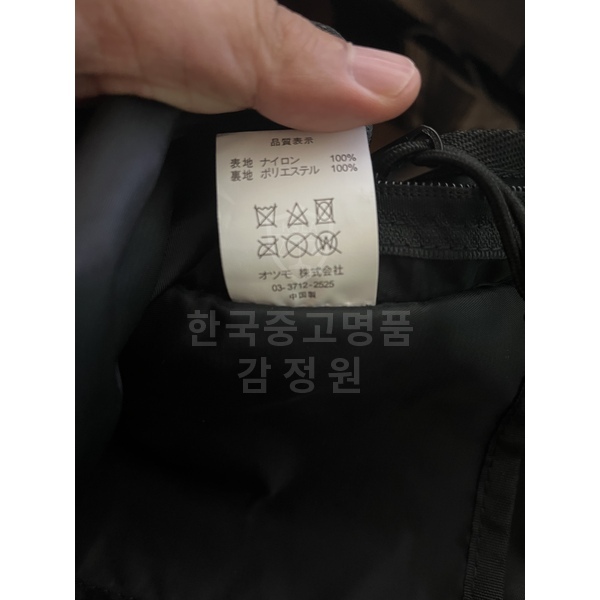 品質表示
表地 ナイロン 100%
裏地 ポリエステル 100%
オツモ 株式会社
03-3712-2525
中国製
한국중고명품
감정원